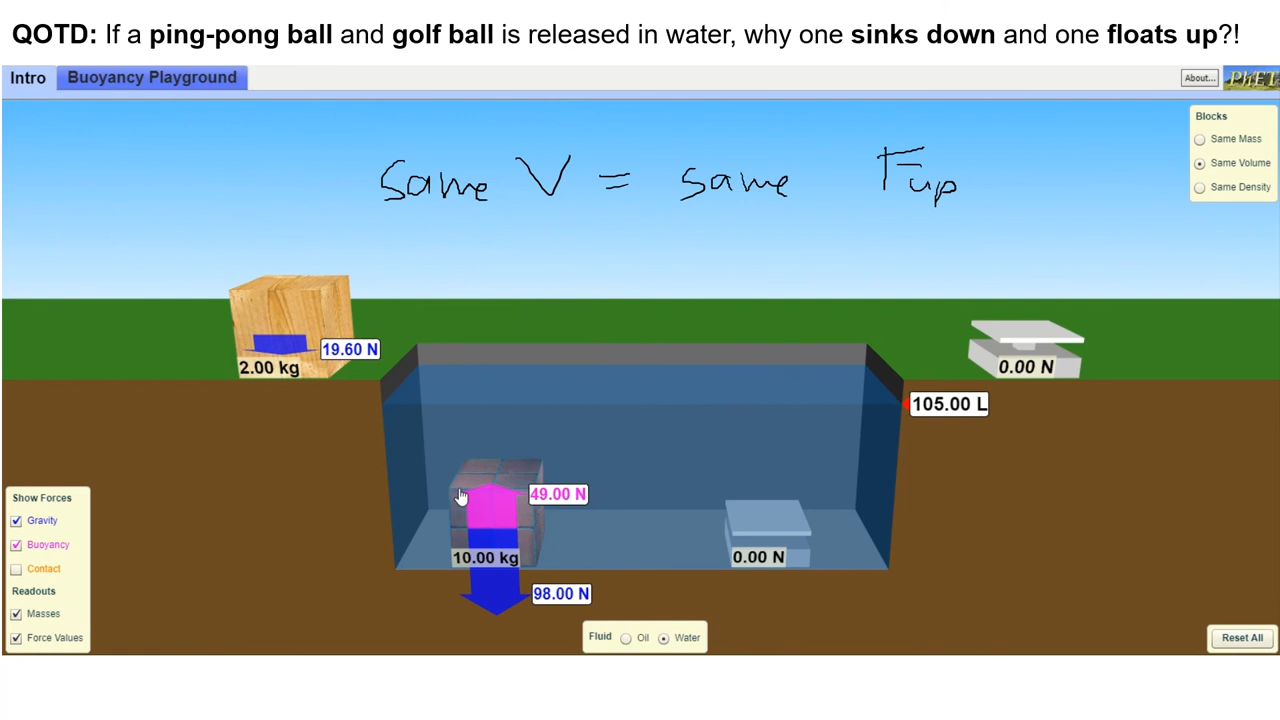 QOTD: If a ping-pong ball and golf ball is released in water, why one sinks down and one floats up?!
Intro
Buoyancy Playground
About...
PhET
Blocks
Same Mass
Same Volume
Same Density
Same V = same Fup
19.60 N
2.00 kg
0.00 N
105.00 L
49.00 N
10.00 kg
0.00 N
98.00 N
Show Forces
Gravity
Buoyancy
Contact
Readouts
Masses
Force Values
Fluid Oil Water
Reset All